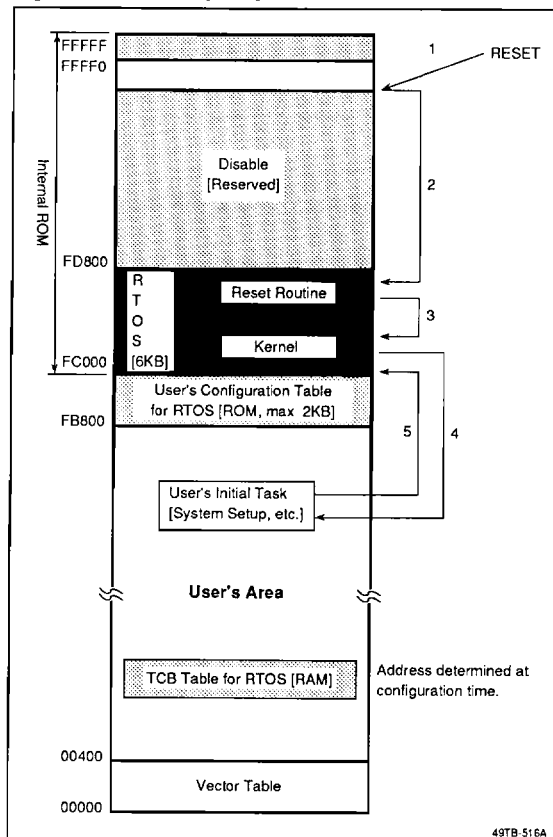 FFFFF
1
RESET
FFFF0
Disable
[Reserved]
2
Internal ROM
FD800
R
T
O
S
[6KB]
Reset Routine
3
Kernel
FC000
User's Configuration Table
for RTOS [ROM, max 2KB]
FB800
5
4
User's Initial Task
[System Setup, etc.]
User's Area
TCB Table for RTOS [RAM]
Address determined at
configuration time.
00400
Vector Table
00000
49TB-516A